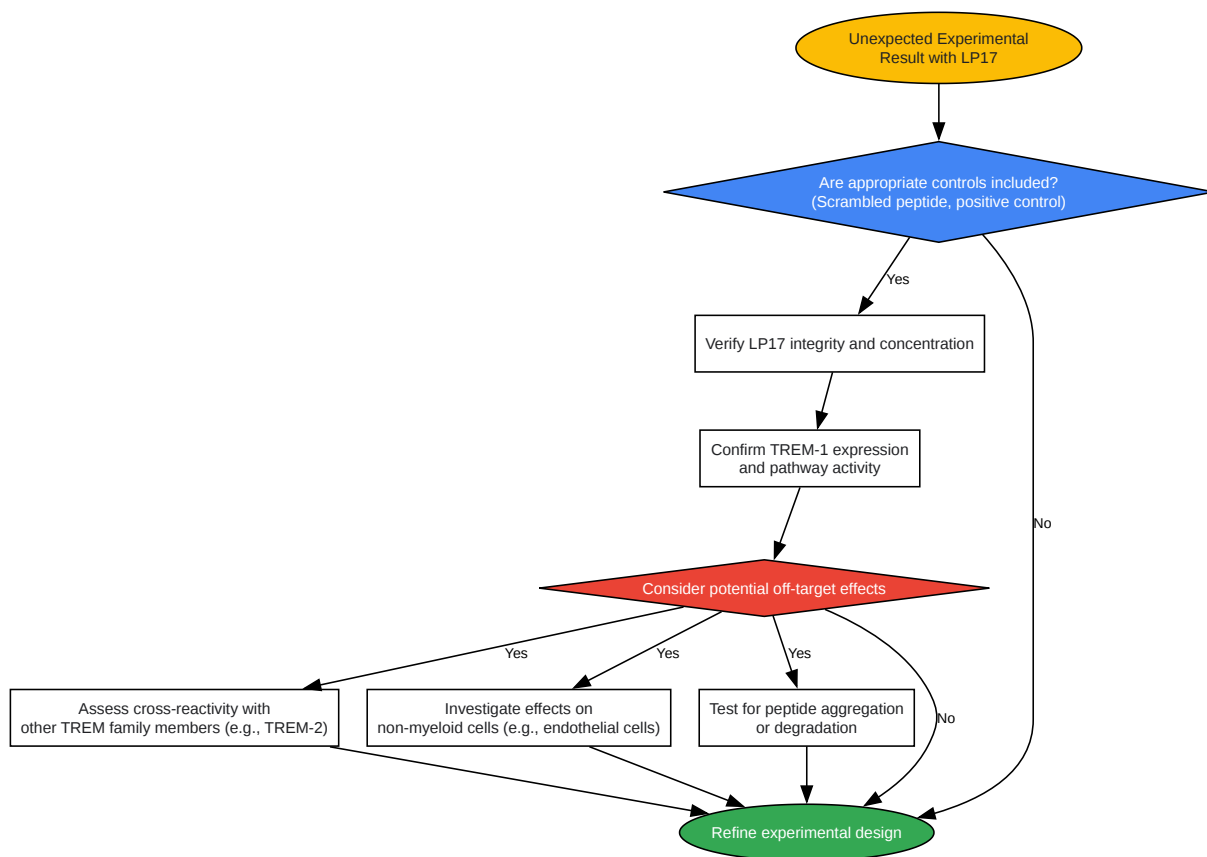 Unexpected Experimental
Result with LP17
Are appropriate controls included?
(Scrambled peptide, positive control)
Yes
Verify LP17 integrity and concentration
Confirm TREM-1 expression
and pathway activity
No
Consider potential off-target effects
Yes
Yes
Yes
Assess cross-reactivity with
other TREM family members (e.g., TREM-2)
Investigate effects on
non-myeloid cells (e.g., endothelial cells)
Test for peptide aggregation
or degradation
No
Refine experimental design